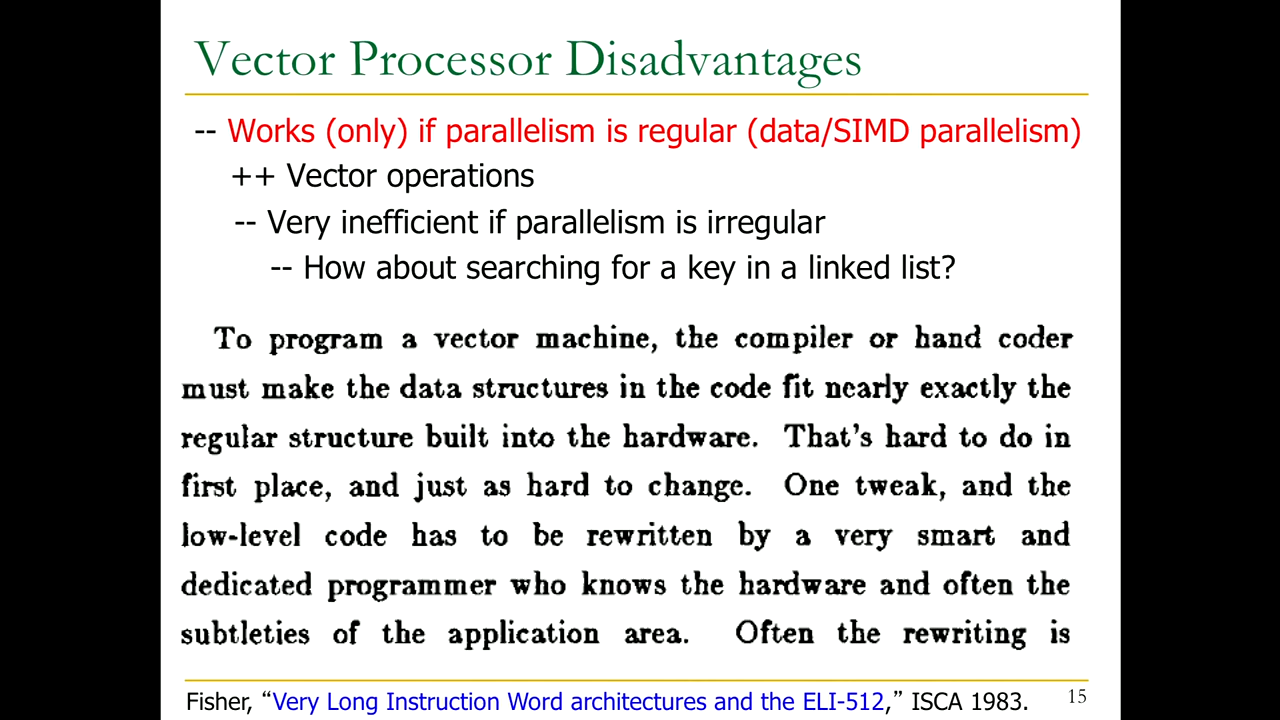 Vector Processor Disadvantages
-- Works (only) if parallelism is regular (data/SIMD parallelism)
++ Vector operations
-- Very inefficient if parallelism is irregular
-- How about searching for a key in a linked list?
To program a vector machine, the compiler or hand coder
must make the data structures in the code fit nearly exactly the
regular structure built into the hardware. That's hard to do in
first place, and just as hard to change. One tweak, and the
low-level code has to be rewritten by a very smart and
dedicated programmer who knows the hardware and often the
subtleties of the application area. Often the rewriting is
Fisher, “Very Long Instruction Word architectures and the ELI-512,” ISCA 1983.
15